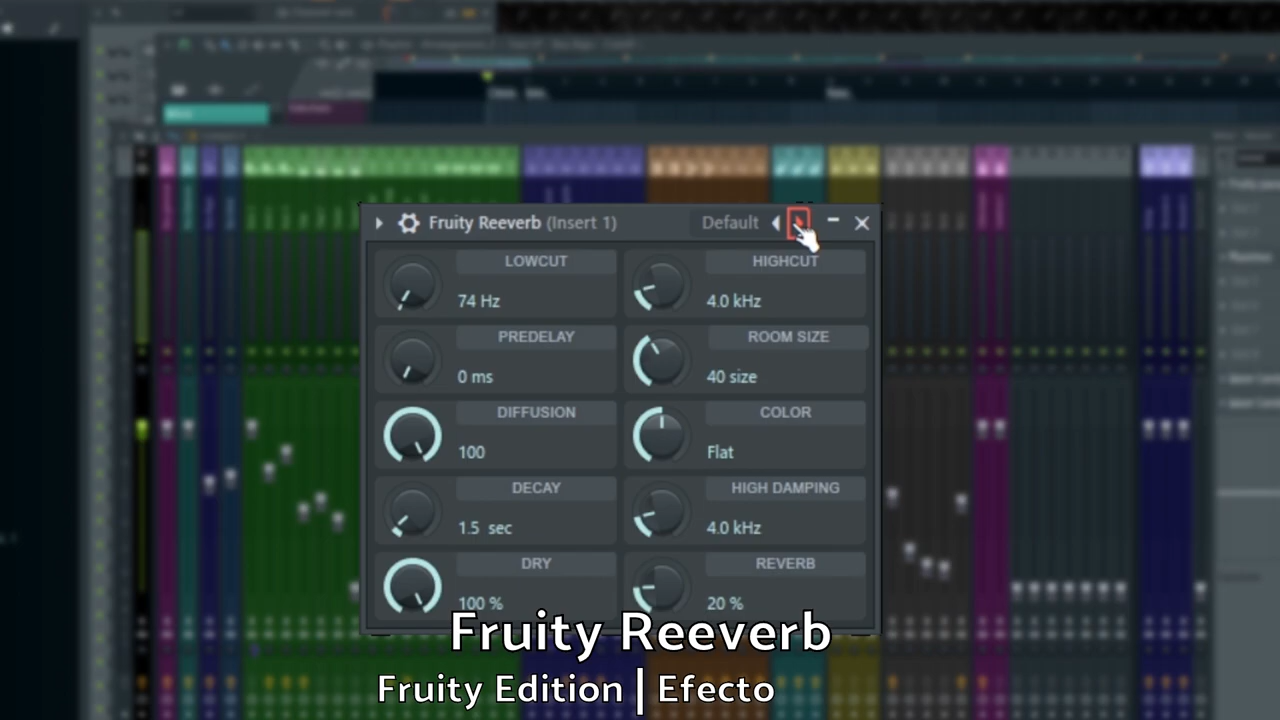 Fruity Reeverb (Insert 1) Default
LOWCUT HIGHCUT
74 Hz 4.0 kHz
PREDELAY ROOM SIZE
0 ms 40 size
DIFFUSION COLOR
100 Flat
DECAY HIGH DAMPING
1.5 sec 4.0 kHz
DRY REVERB
100 % 20 %
Fruity Reeverb
Fruity Edition | Efecto